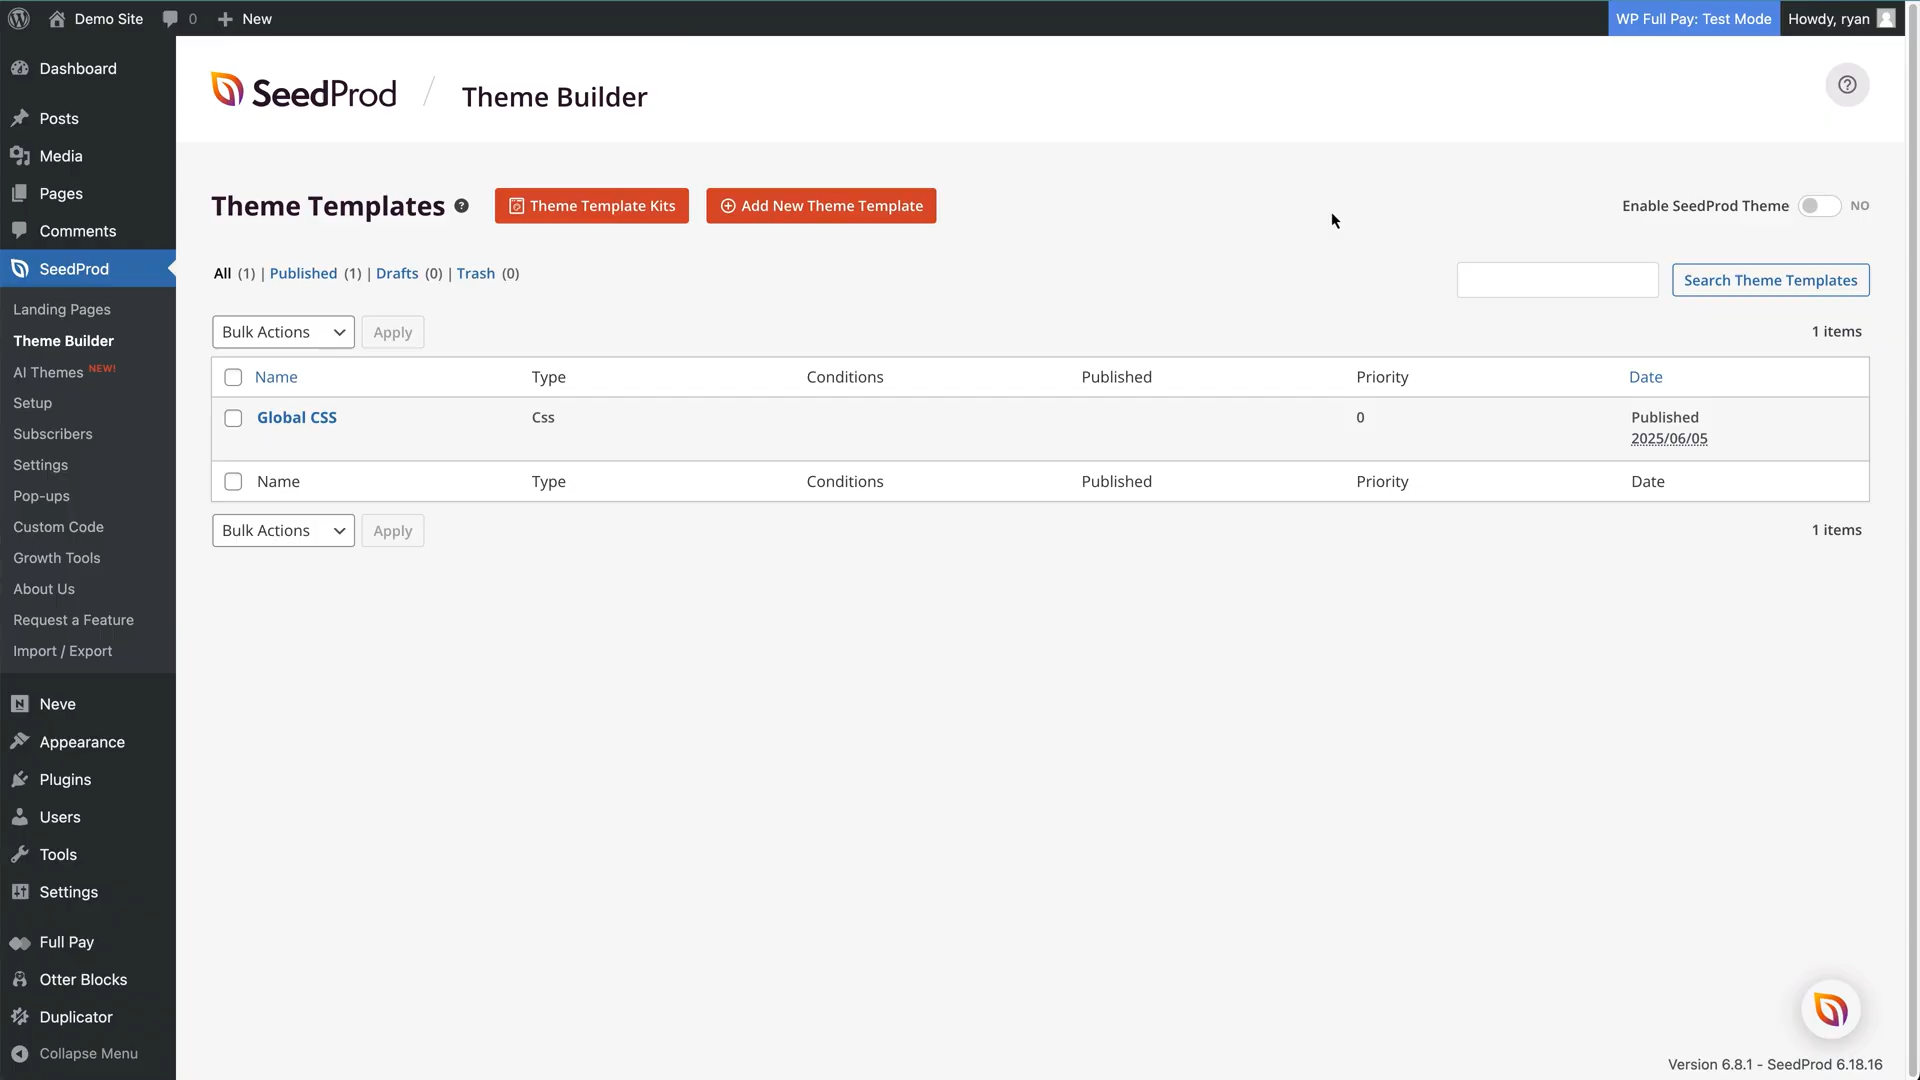 Demo Site
0
New
WP Full Pay: Test Mode
Howdy, ryan
Dashboard
Posts
Media
Pages
Comments
SeedProd
Landing Pages
Theme Builder
AI Themes NEW!
Setup
Subscribers
Settings
Pop-ups
Custom Code
Growth Tools
About Us
Request a Feature
Import / Export
Neve
Appearance
Plugins
Users
Tools
Settings
Full Pay
Otter Blocks
Duplicator
Collapse Menu
SeedProd / Theme Builder
Theme Templates
Theme Template Kits
Add New Theme Template
Enable SeedProd Theme NO
All (1) | Published (1) | Drafts (0) | Trash (0)
Search Theme Templates
Bulk Actions Apply
1 items
Name Type Conditions Published Priority Date
Global CSS Css 0 Published
2025/06/05
Name Type Conditions Published Priority Date
Bulk Actions Apply
1 items
Version 6.8.1 - SeedProd 6.18.16